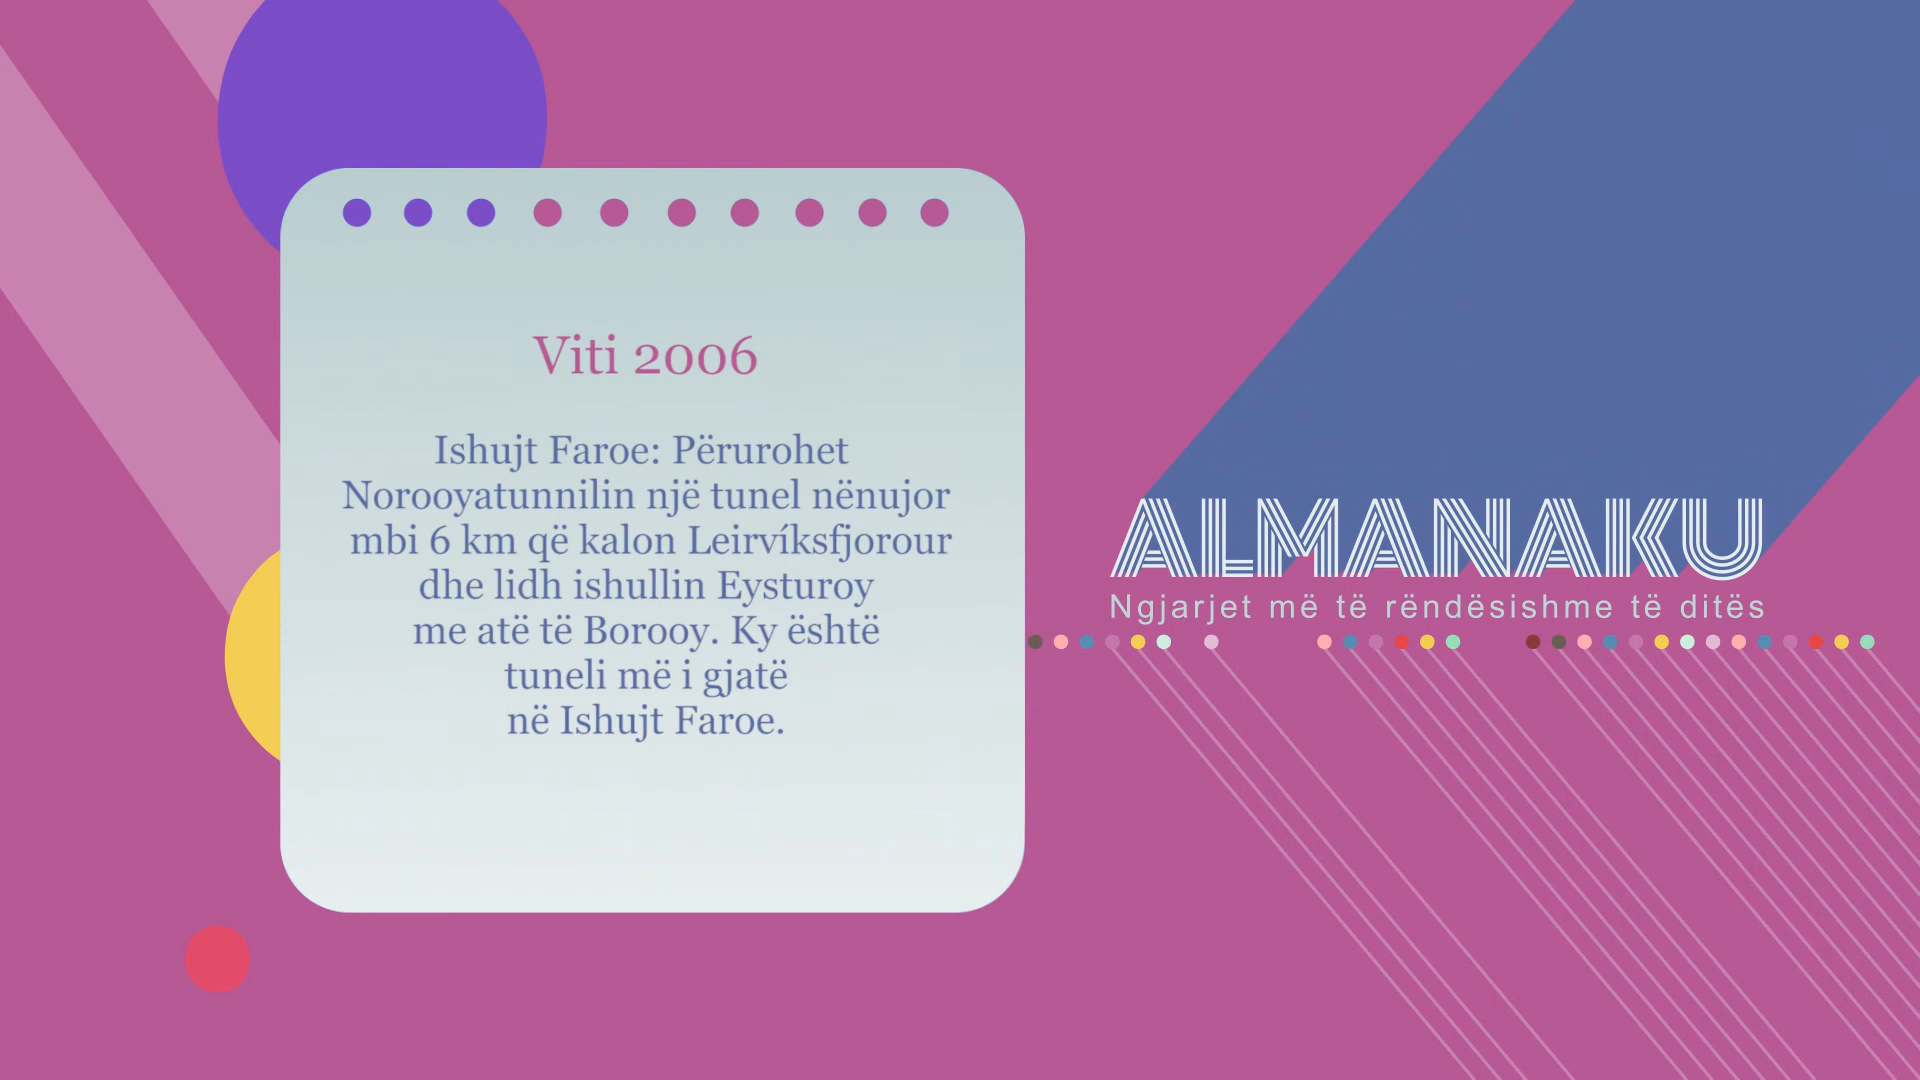 Viti 2006
Ishujt Faroe: Përurohet
Norooyatunnilin një tunel nënujor
mbi 6 km që kalon Leirvíksfjorour
dhe lidh ishullin Eysturoy
me atë të Borooy. Ky është
tuneli më i gjatë
në Ishujt Faroe.
ALMANAKU
Ngjarjet më të rëndësishme të ditës